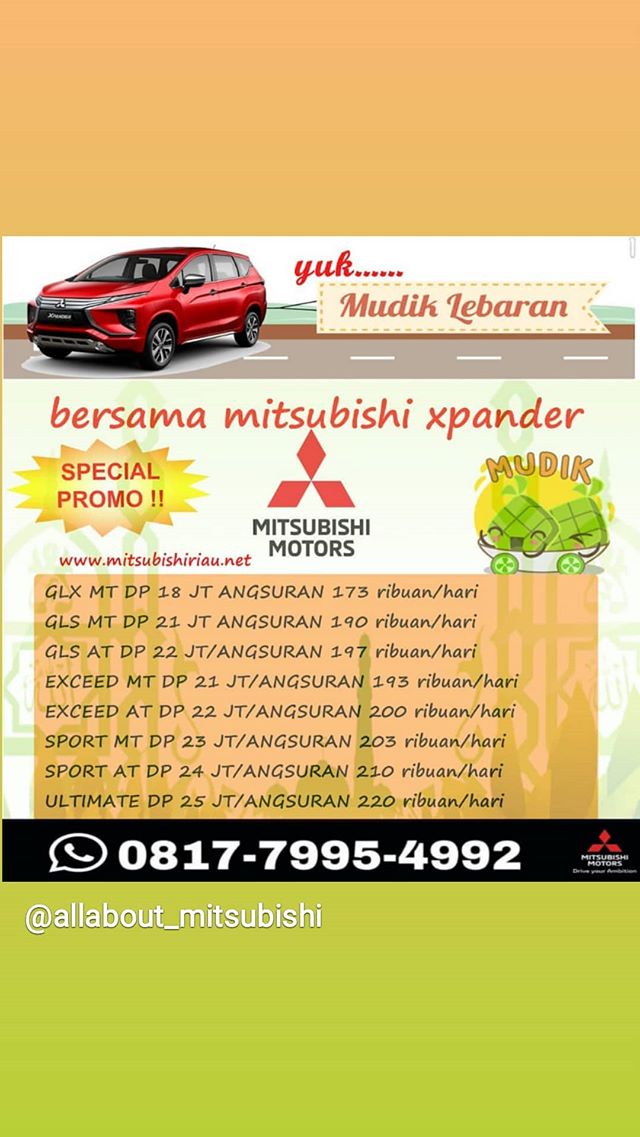 XPANDER
yuk......
Mudik Lebaran
bersama mitsubishi xpander
SPECIAL
PROMO !!
MITSUBISHI
MOTORS
MUDIK
www.mitsubishiriau.net
GLX MT DP 18 JT ANGSURAN 173 ribuan/hari
GLS MT DP 21 JT ANGSURAN 190 ribuan/hari
GLS AT DP 22 JT/ANGSURAN 197 ribuan/hari
EXCEED MT DP 21 JT/ANGSURAN 193 ribuan/hari
EXCEED AT DP 22 JT/ANGSURAN 200 ribuan/hari
SPORT MT DP 23 JT/ANGSURAN 203 ribuan/hari
SPORT AT DP 24 JT/ANGSURAN 210 ribuan/hari
ULTIMATE DP 25 JT/ANGSURAN 220 ribuan/hari
0817-7995-4992
MITSUBISHI
MOTORS
Drive your Ambition
@allabout_mitsubishi